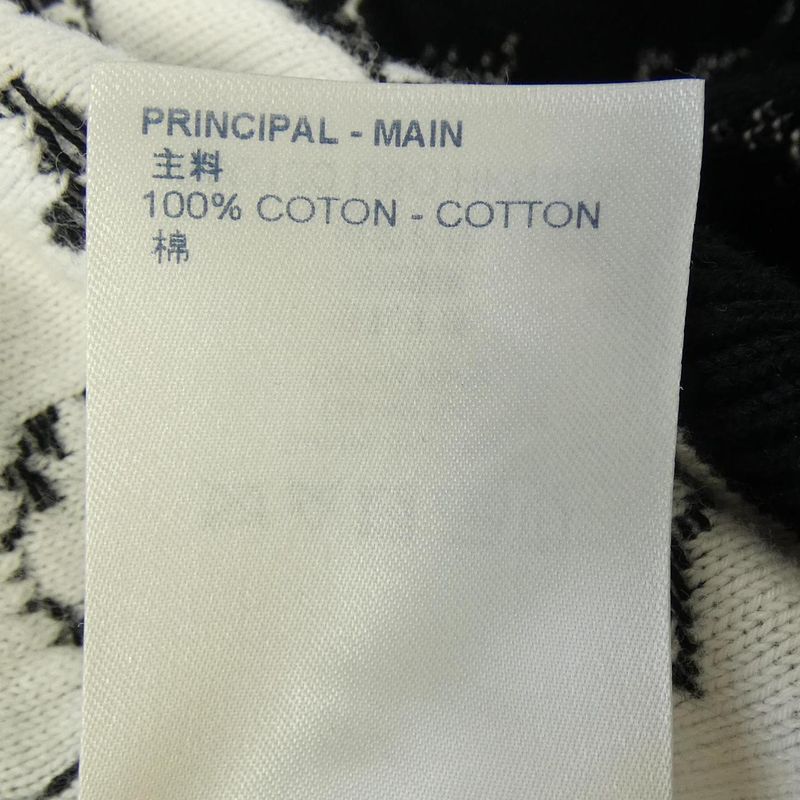 PRINCIPAL - MAIN
主料
100% COTON - COTTON
棉